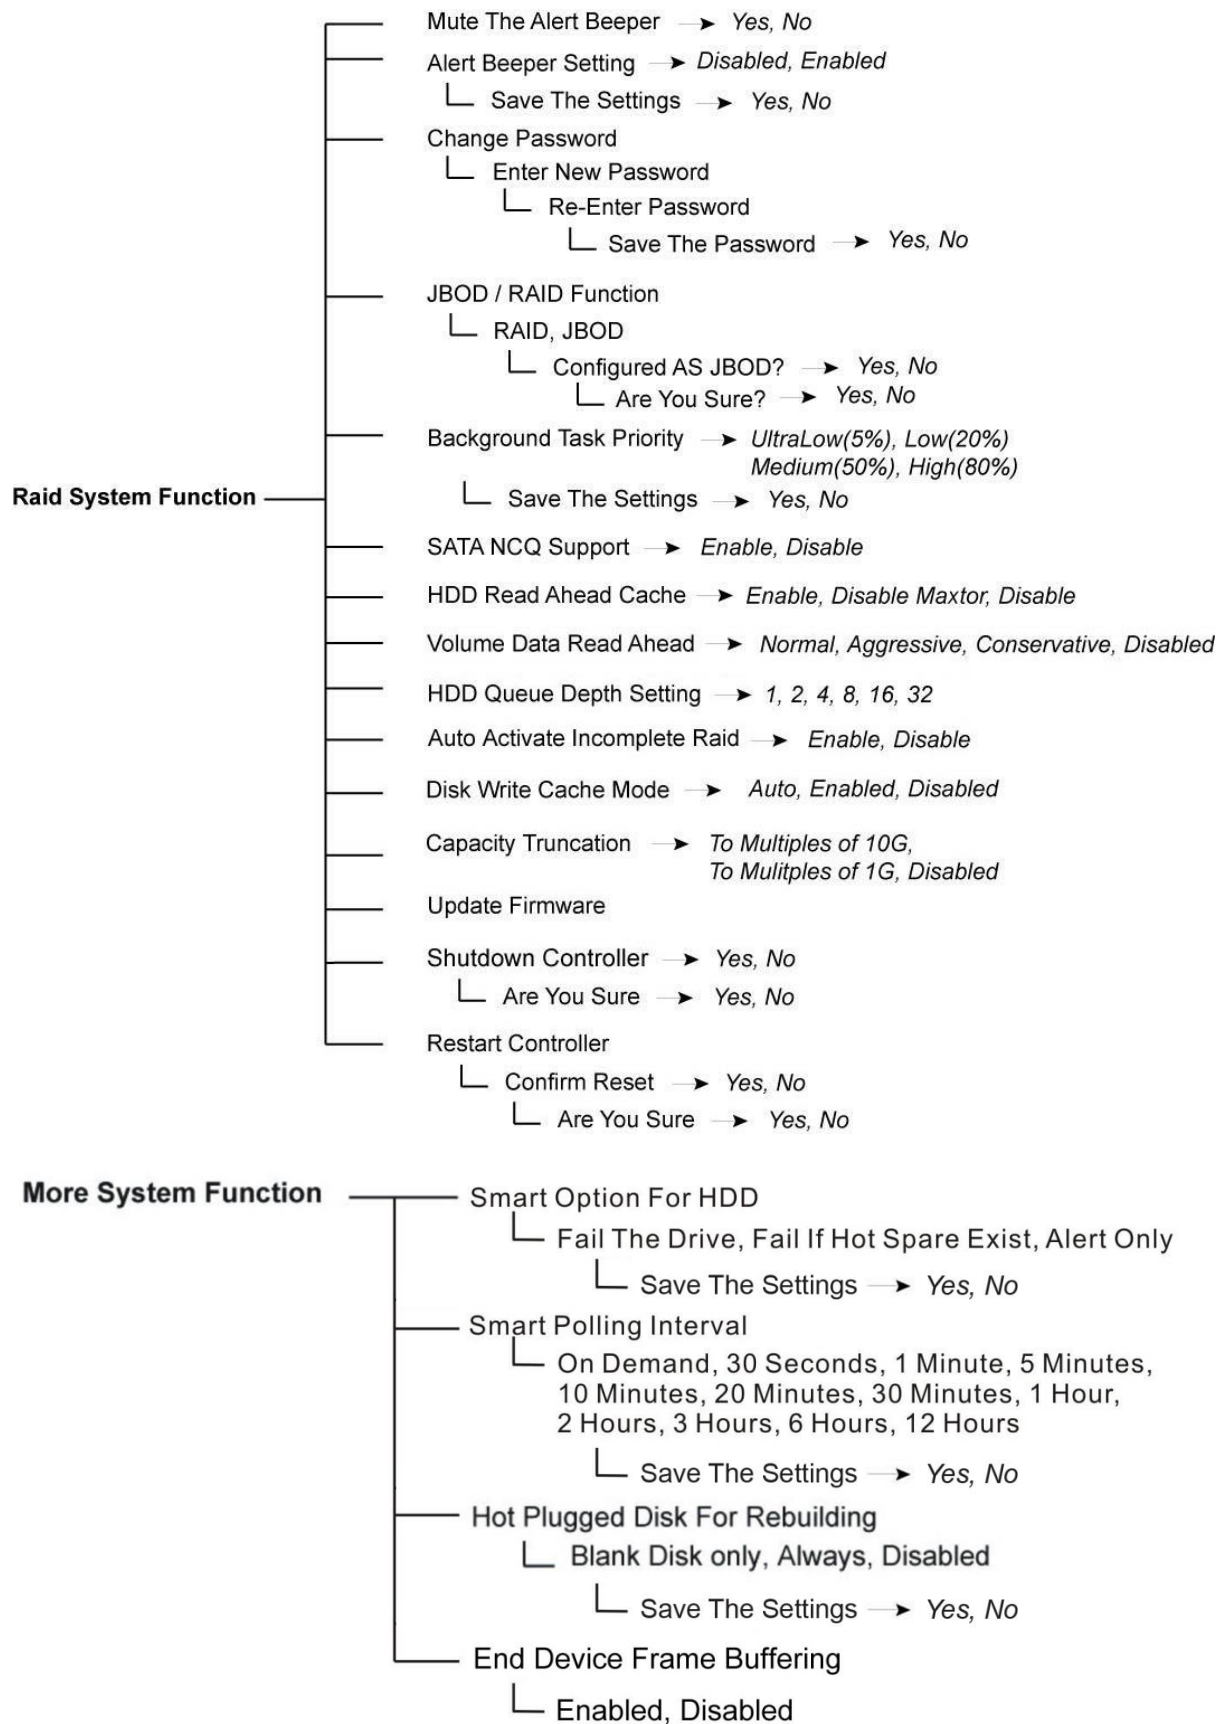 Mute The Alert Beeper Yes, No
Alert Beeper Setting Disabled, Enabled
Save The Settings Yes, No
Change Password
Enter New Password
Re-Enter Password
Save The Password Yes, No
JBOD / RAID Function
RAID, JBOD
Configured AS JBOD? Yes, No
Are You Sure? Yes, No
Background Task Priority UltraLow(5%), Low(20%)
Medium(50%), High(80%)
Raid System Function
Save The Settings Yes, No
SATA NCQ Support Enable, Disable
HDD Read Ahead Cache Enable, Disable Maxtor, Disable
Volume Data Read Ahead Normal, Aggressive, Conservative, Disabled
HDD Queue Depth Setting 1, 2, 4, 8, 16, 32
Auto Activate Incomplete Raid Enable, Disable
Disk Write Cache Mode Auto, Enabled, Disabled
Capacity Truncation To Multiples of 10G,
To Mulitples of 1G, Disabled
Update Firmware
Shutdown Controller Yes, No
Are You Sure Yes, No
Restart Controller
Confirm Reset Yes, No
Are You Sure Yes, No
More System Function
Smart Option For HDD
Fail The Drive, Fail If Hot Spare Exist, Alert Only
Save The Settings Yes, No
Smart Polling Interval
On Demand, 30 Seconds, 1 Minute, 5 Minutes,
10 Minutes, 20 Minutes, 30 Minutes, 1 Hour,
2 Hours, 3 Hours, 6 Hours, 12 Hours
Save The Settings Yes, No
Hot Plugged Disk For Rebuilding
Blank Disk only, Always, Disabled
Save The Settings Yes, No
End Device Frame Buffering
Enabled, Disabled